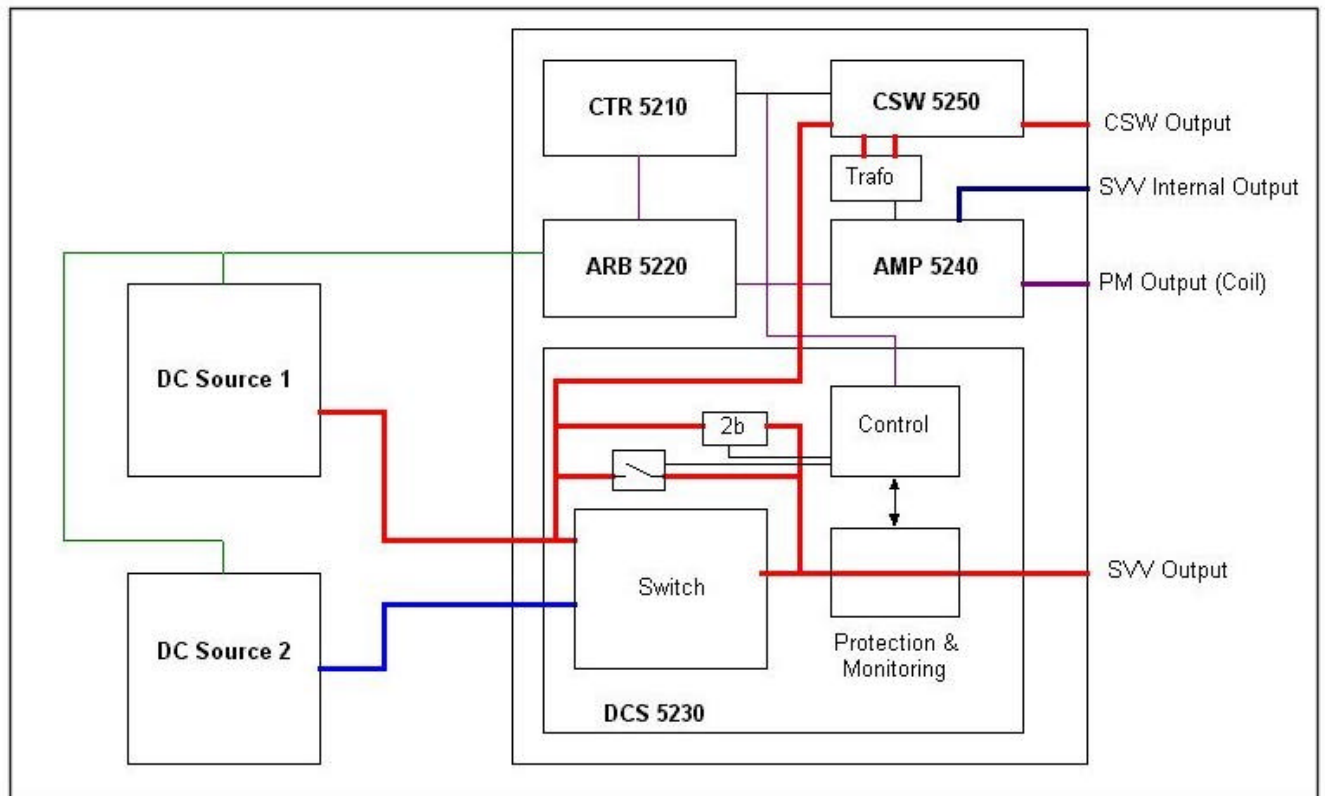 CTR 5210
CSW 5250
CSW Output
Trafo
SVV Internal Output
ARB 5220
AMP 5240
PM Output (Coil)
DC Source 1
2b
Control
Switch
SVV Output
DC Source 2
Protection &
Monitoring
DCS 5230